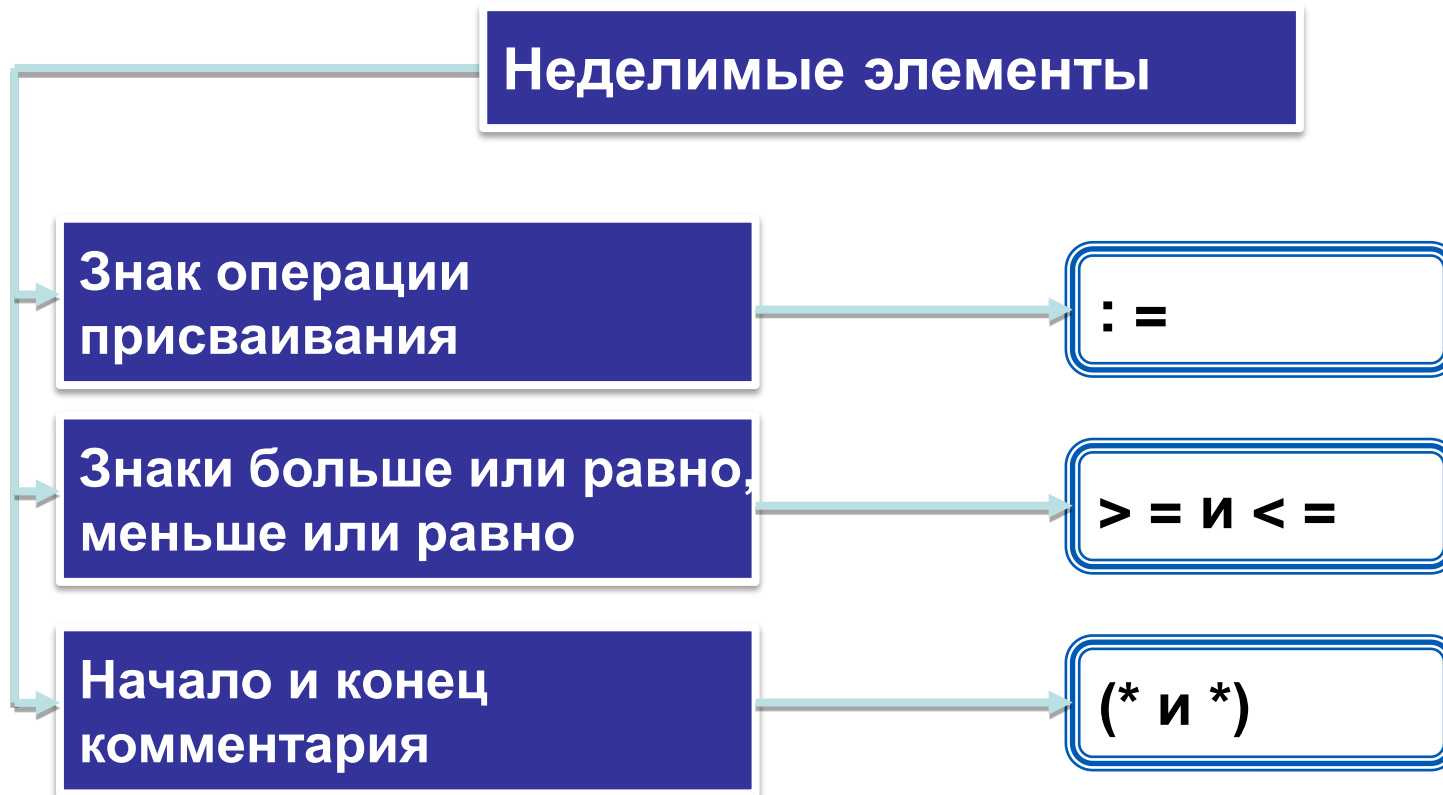 Неделимые элементы
Знак операции
присваивания
: =
Знаки больше или равно,
меньше или равно
> = и < =
Начало и конец
комментария
(* и *)